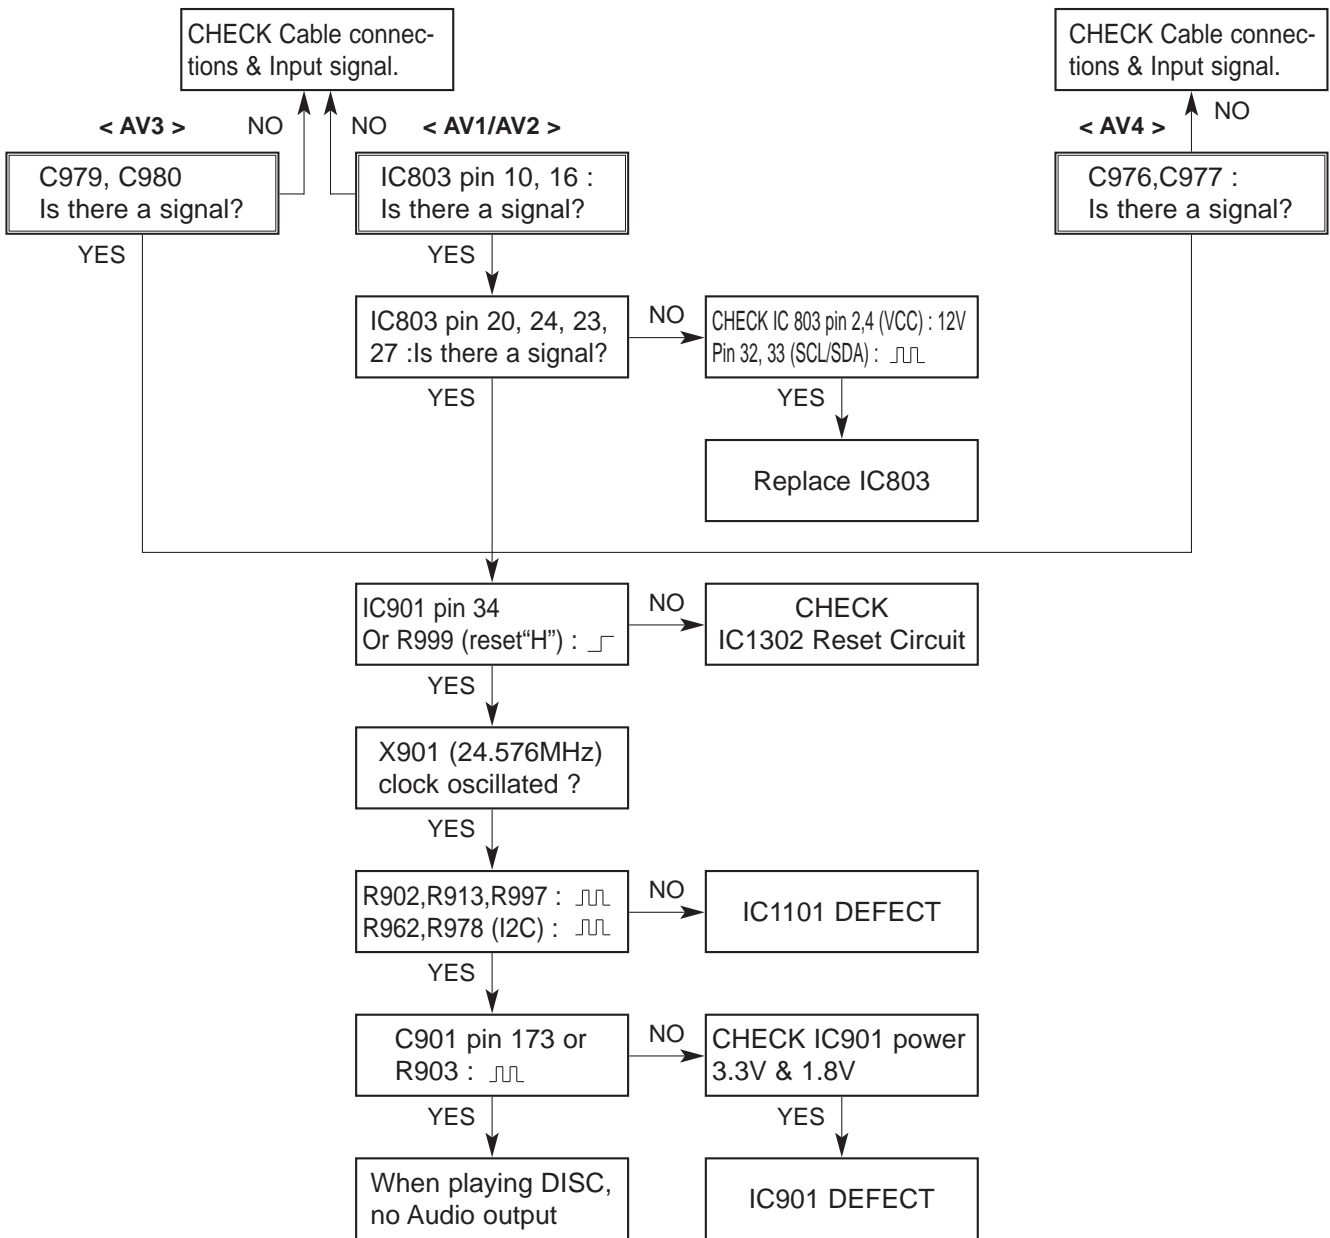 CHECK Cable connec-
tions & Input signal.
CHECK Cable connec-
tions & Input signal.
< AV3 >
NO
NO
< AV1/AV2 >
< AV4 >
NO
C979, C980
Is there a signal?
IC803 pin 10, 16 :
Is there a signal?
C976,C977 :
Is there a signal?
YES
YES
IC803 pin 20, 24, 23,
27 :Is there a signal?
NO
CHECK IC 803 pin 2,4 (VCC) : 12V
Pin 32, 33 (SCL/SDA) :
YES
YES
Replace IC803
IC901 pin 34
Or R999 (reset“H”) :
NO
CHECK
IC1302 Reset Circuit
YES
X901 (24.576MHz)
clock oscillated ?
YES
R902,R913,R997 :
R962,R978 (I2C) :
NO
IC1101 DEFECT
YES
C901 pin 173 or
R903 :
NO
CHECK IC901 power
3.3V & 1.8V
YES
YES
When playing DISC,
no Audio output
IC901 DEFECT